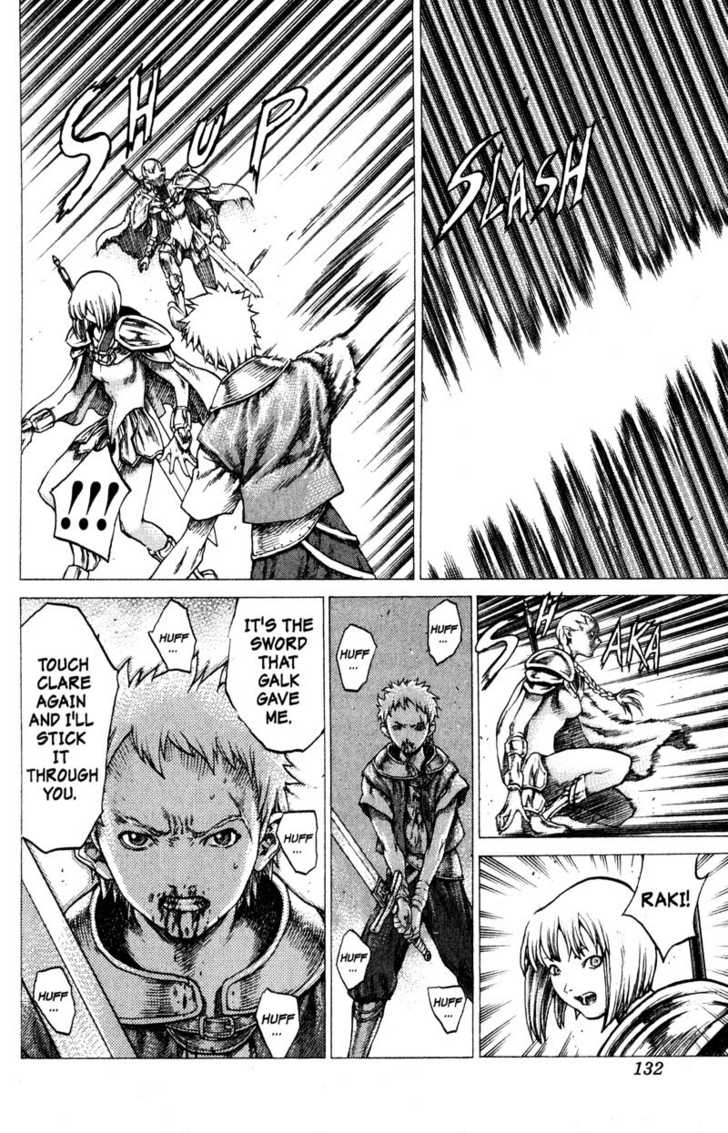 SLASH
SHUP
!!!
SHAKA
RAKI!
HUFF
...
HUFF
...
HUFF
...
HUFF
...
IT'S THE
SWORD
THAT
GALK
GAVE
ME.
HUFF
...
TOUCH
CLARE
AGAIN
AND I'LL
STICK
IT
THROUGH
YOU.
HUFF
...
HUFF
...
HUFF
...
132